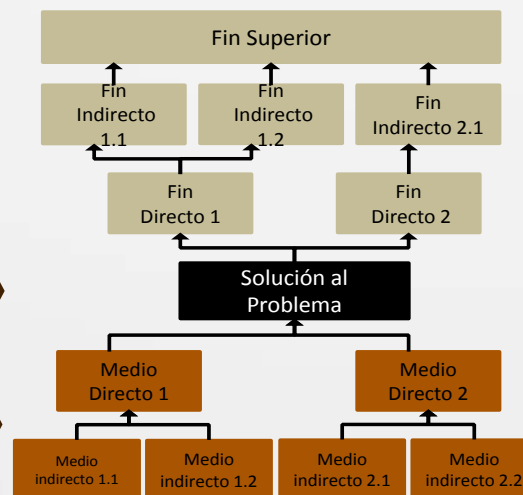 Fin Superior
Fin
Indirecto
1.1
Fin
Indirecto
1.2
Fin
Indirecto 2.1
Fin
Directo 1
Fin
Directo 2
Solución al
Problema
Medio
Directo 1
Medio
Directo 2
Medio
indirecto 1.1
Medio
indirecto 1.2
Medio
indirecto 2.1
Medio
indirecto 2.2